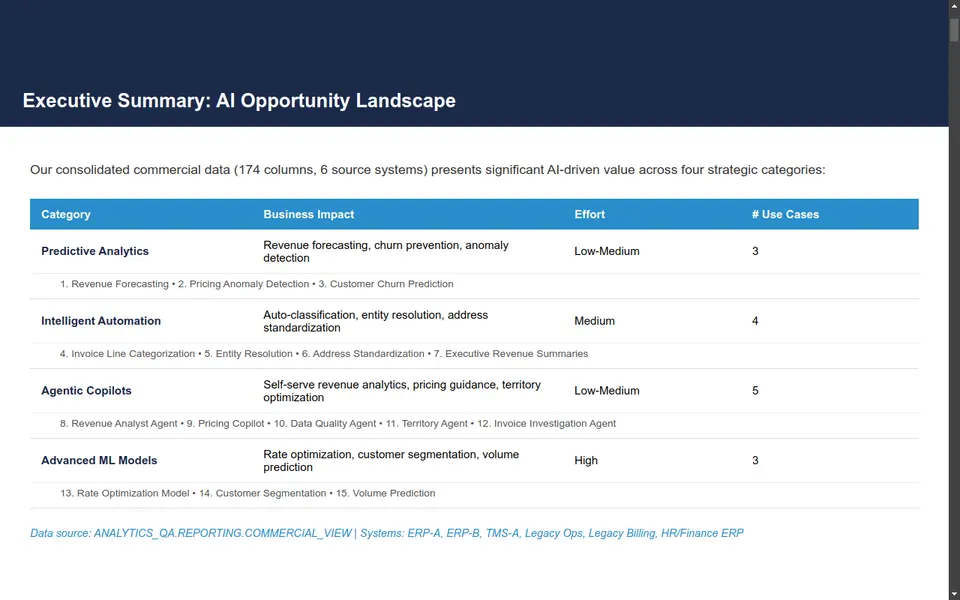 Executive Summary: AI Opportunity Landscape
Our consolidated commercial data (174 columns, 6 source systems) presents significant AI-driven value across four strategic categories:
Category Business Impact Effort # Use Cases
Predictive Analytics Revenue forecasting, churn prevention, anomaly detection Low-Medium 3
1. Revenue Forecasting • 2. Pricing Anomaly Detection • 3. Customer Churn Prediction
Intelligent Automation Auto-classification, entity resolution, address standardization Medium 4
4. Invoice Line Categorization • 5. Entity Resolution • 6. Address Standardization • 7. Executive Revenue Summaries
Agentic Copilots Self-serve revenue analytics, pricing guidance, territory optimization Low-Medium 5
8. Revenue Analyst Agent • 9. Pricing Copilot • 10. Data Quality Agent • 11. Territory Agent • 12. Invoice Investigation Agent
Advanced ML Models Rate optimization, customer segmentation, volume prediction High 3
13. Rate Optimization Model • 14. Customer Segmentation • 15. Volume Prediction
Data source: ANALYTICS_QA.REPORTING.COMMERCIAL_VIEW | Systems: ERP-A, ERP-B, TMS-A, Legacy Ops, Legacy Billing, HR/Finance ERP